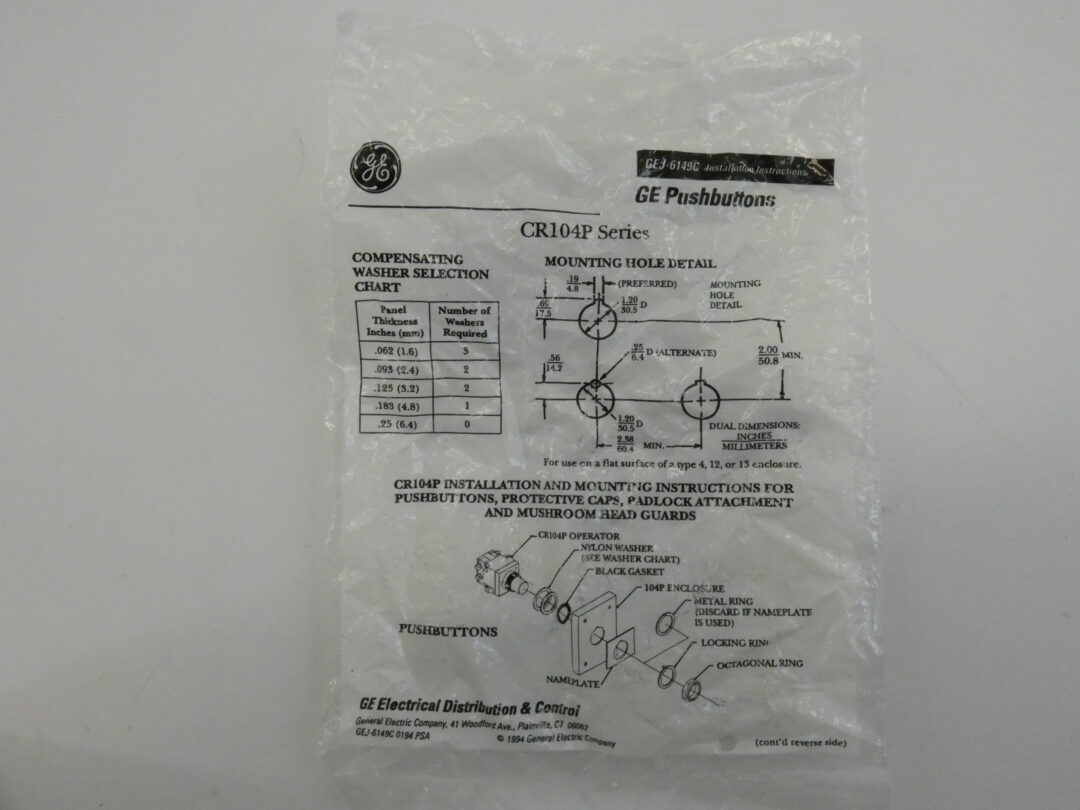 GE
GEJ-6149C Installation Instructions
GE Pushbuttons
CR104P Series
COMPENSATING
WASHER SELECTION
CHART
Panel Thickness Inches (mm) Number of Washers Required
.062 (1.6) 3
.093 (2.4) 2
.125 (3.2) 2
.188 (4.8) 1
.25 (6.4) 0
MOUNTING HOLE DETAIL
.19
4.8
(PREFERRED)
MOUNTING
HOLE
DETAIL
.69
17.5
1.20
30.5
D
.25
6.4
D (ALTERNATE)
2.00
50.8
MIN.
.56
14.2
1.20
30.5
D
2.38
60.4
MIN.
DUAL DIMENSIONS:
INCHES
MILLIMETERS
For use on a flat surface of a type 4, 12, or 13 enclosure.
CR104P INSTALLATION AND MOUNTING INSTRUCTIONS FOR
PUSHBUTTONS, PROTECTIVE CAPS, PADLOCK ATTACHMENT
AND MUSHROOM HEAD GUARDS
CR104P OPERATOR
NYLON WASHER
(SEE WASHER CHART)
BLACK GASKET
104P ENCLOSURE
METAL RING
(DISCARD IF NAMEPLATE
IS USED)
LOCKING RING
OCTAGONAL RING
PUSHBUTTONS
NAMEPLATE
GE Electrical Distribution & Control
General Electric Company, 41 Woodford Ave., Plainville, CT 06062
GEJ-6149C 0194 PSA
© 1994 General Electric Company
(cont'd reverse side)